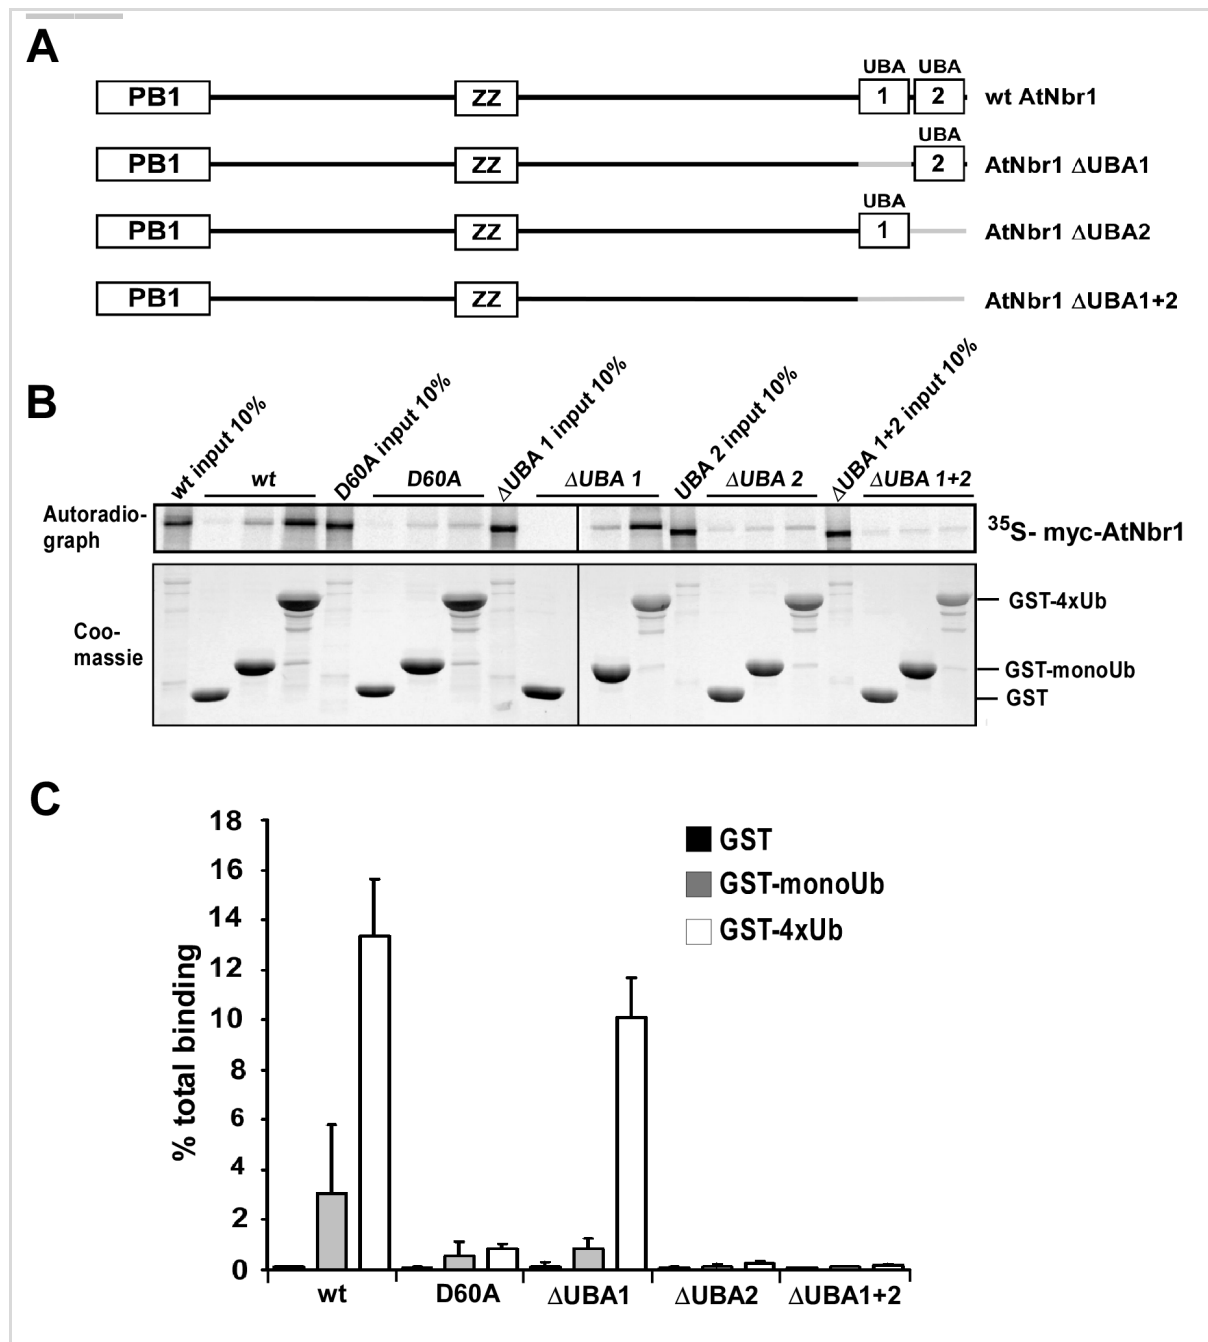 A
UBA UBA
PB1 ZZ 1 2 wt AtNbr1
UBA
PB1 ZZ 2 AtNbr1 ΔUBA1
UBA
PB1 ZZ 1 AtNbr1 ΔUBA2
PB1 ZZ AtNbr1 ΔUBA1+2
B
wt input 10% D60A input 10% ΔUBA 1 input 10% UBA 2 input 10% ΔUBA 1+2 input 10%
wt D60A ΔUBA 1 ΔUBA 2 ΔUBA 1+2
Autoradio-
graph
35S- myc-AtNbr1
Coo-
massie
GST-4xUb
GST-monoUb
GST
C
% total binding
18
16
14
12
10
8
6
4
2
0
GST
GST-monoUb
GST-4xUb
wt D60A ΔUBA1 ΔUBA2 ΔUBA1+2